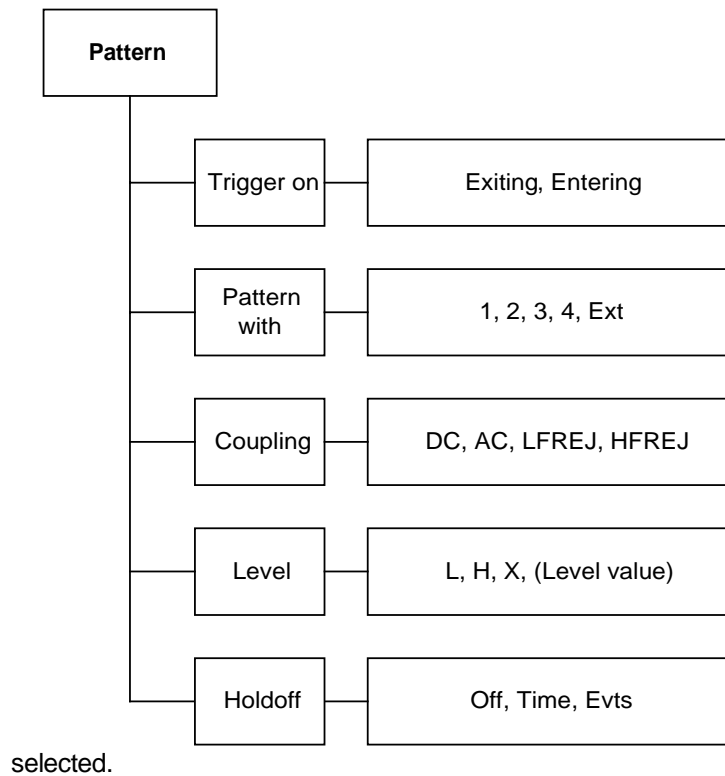 Pattern
Trigger on
Exiting, Entering
Pattern
with
1, 2, 3, 4, Ext
Coupling
DC, AC, LFREJ, HFREJ
Level
L, H, X, (Level value)
Holdoff
Off, Time, Evts
selected.